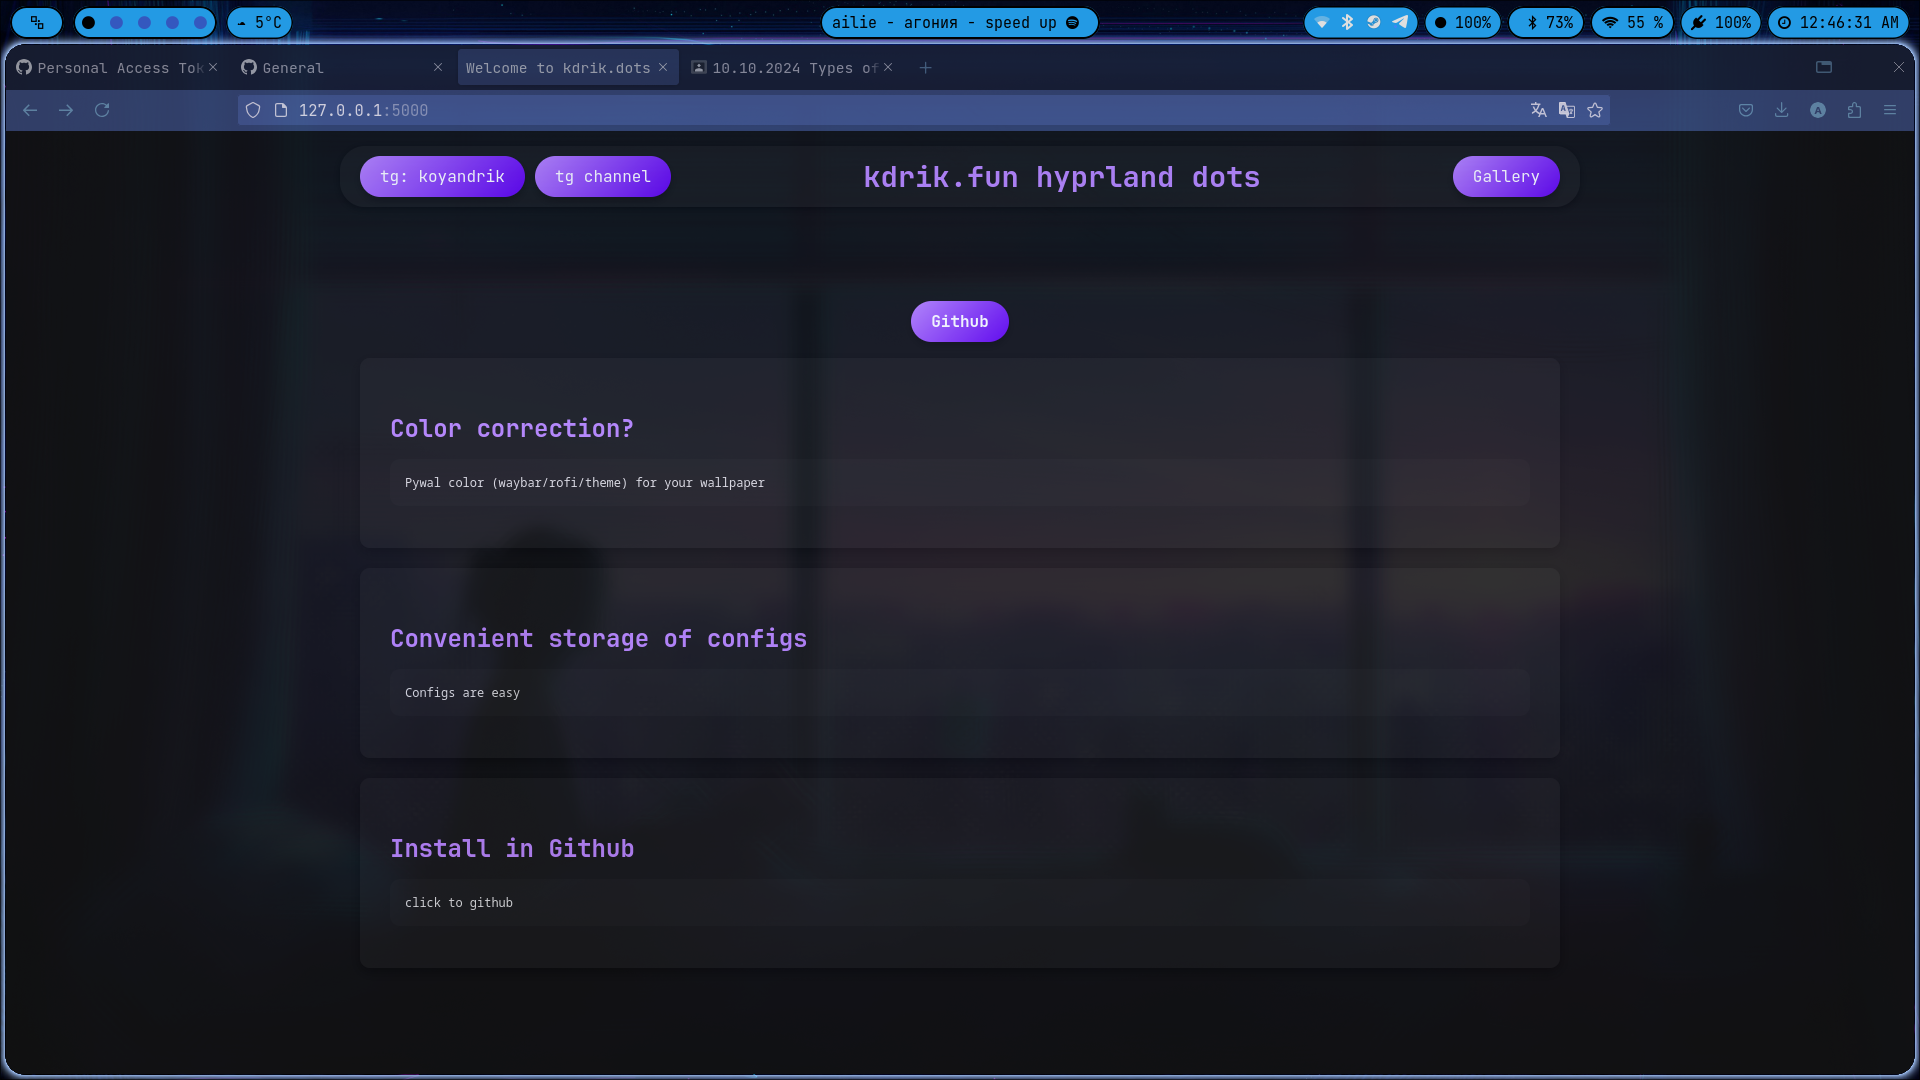 5°C
ailie - агония - speed up
100%
73%
55 %
100%
12:46:31 AM
Personal Access Tok
General
Welcome to kdrik.dots
10.10.2024 Types of
127.0.0.1:5000
tg: koyandrik
tg channel
kdrik.fun hyprland dots
Gallery
Github
Color correction?
Pywal color (waybar/rofi/theme) for your wallpaper
Convenient storage of configs
Configs are easy
Install in Github
click to github